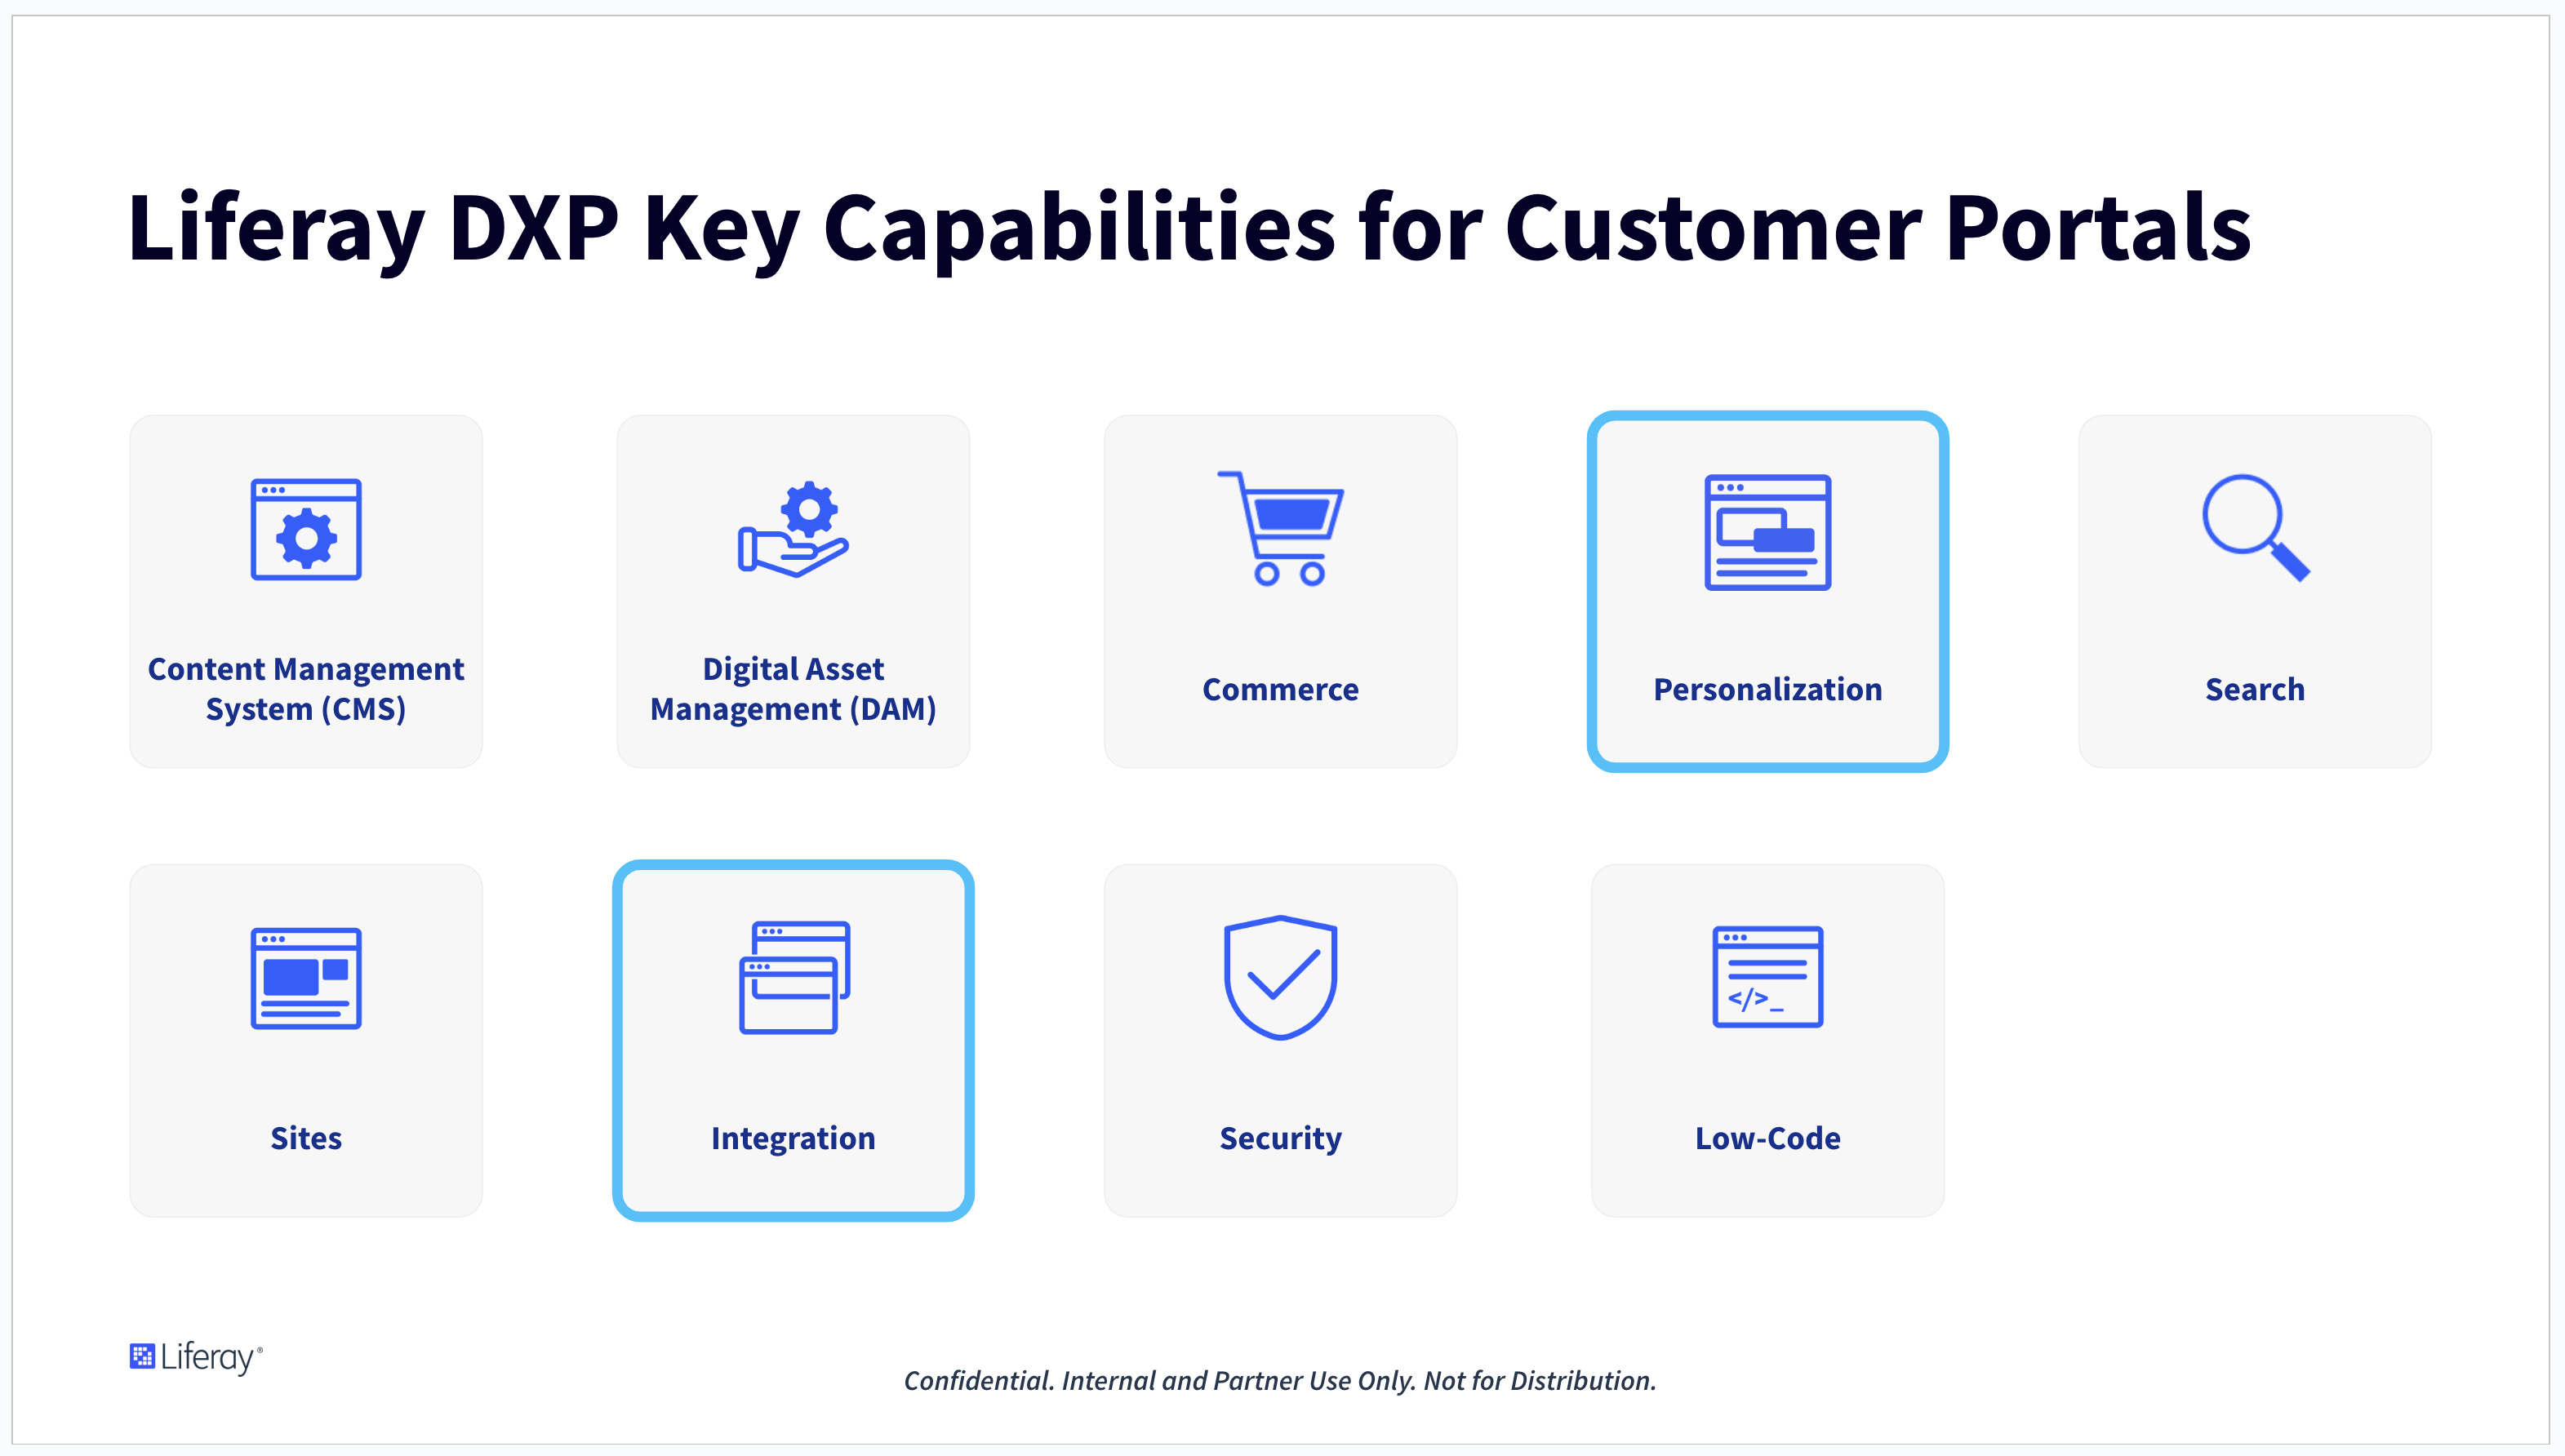 Liferay DXP Key Capabilities for Customer Portals
Content Management
System (CMS)
Digital Asset
Management (DAM)
Commerce
Personalization
Search
Sites
Integration
Security
</>_
Low-Code
Liferay®
Confidential. Internal and Partner Use Only. Not for Distribution.